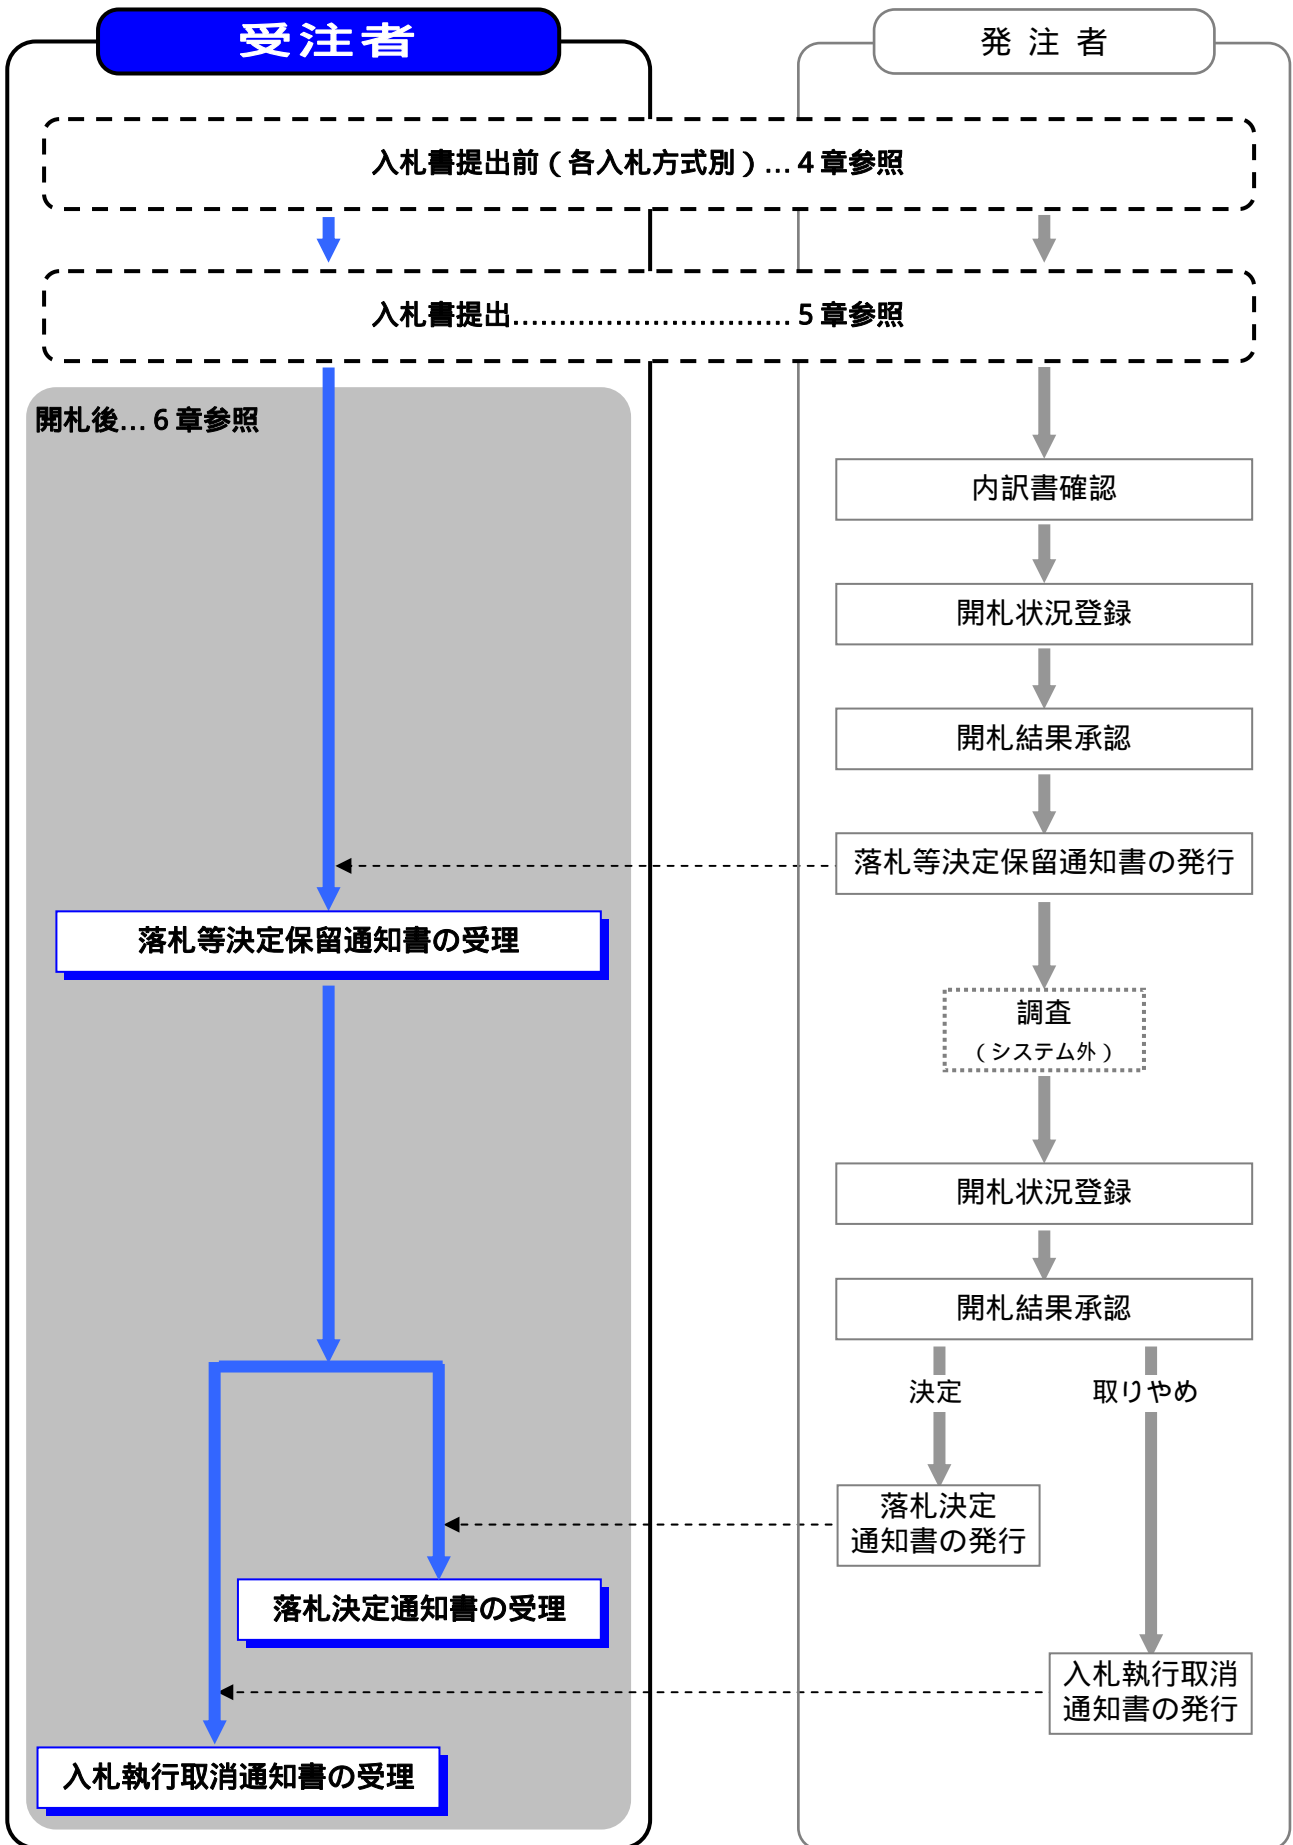 受注者
発 注 者
入札書提出前（各入札方式別）…４章参照
入札書提出…………………………５章参照
開札後…６章参照
内訳書確認
開札状況登録
開札結果承認
落札等決定保留通知書の発行
落札等決定保留通知書の受理
調査
（システム外）
開札状況登録
開札結果承認
決定
取りやめ
落札決定
通知書の発行
落札決定通知書の受理
入札執行取消
通知書の発行
入札執行取消通知書の受理